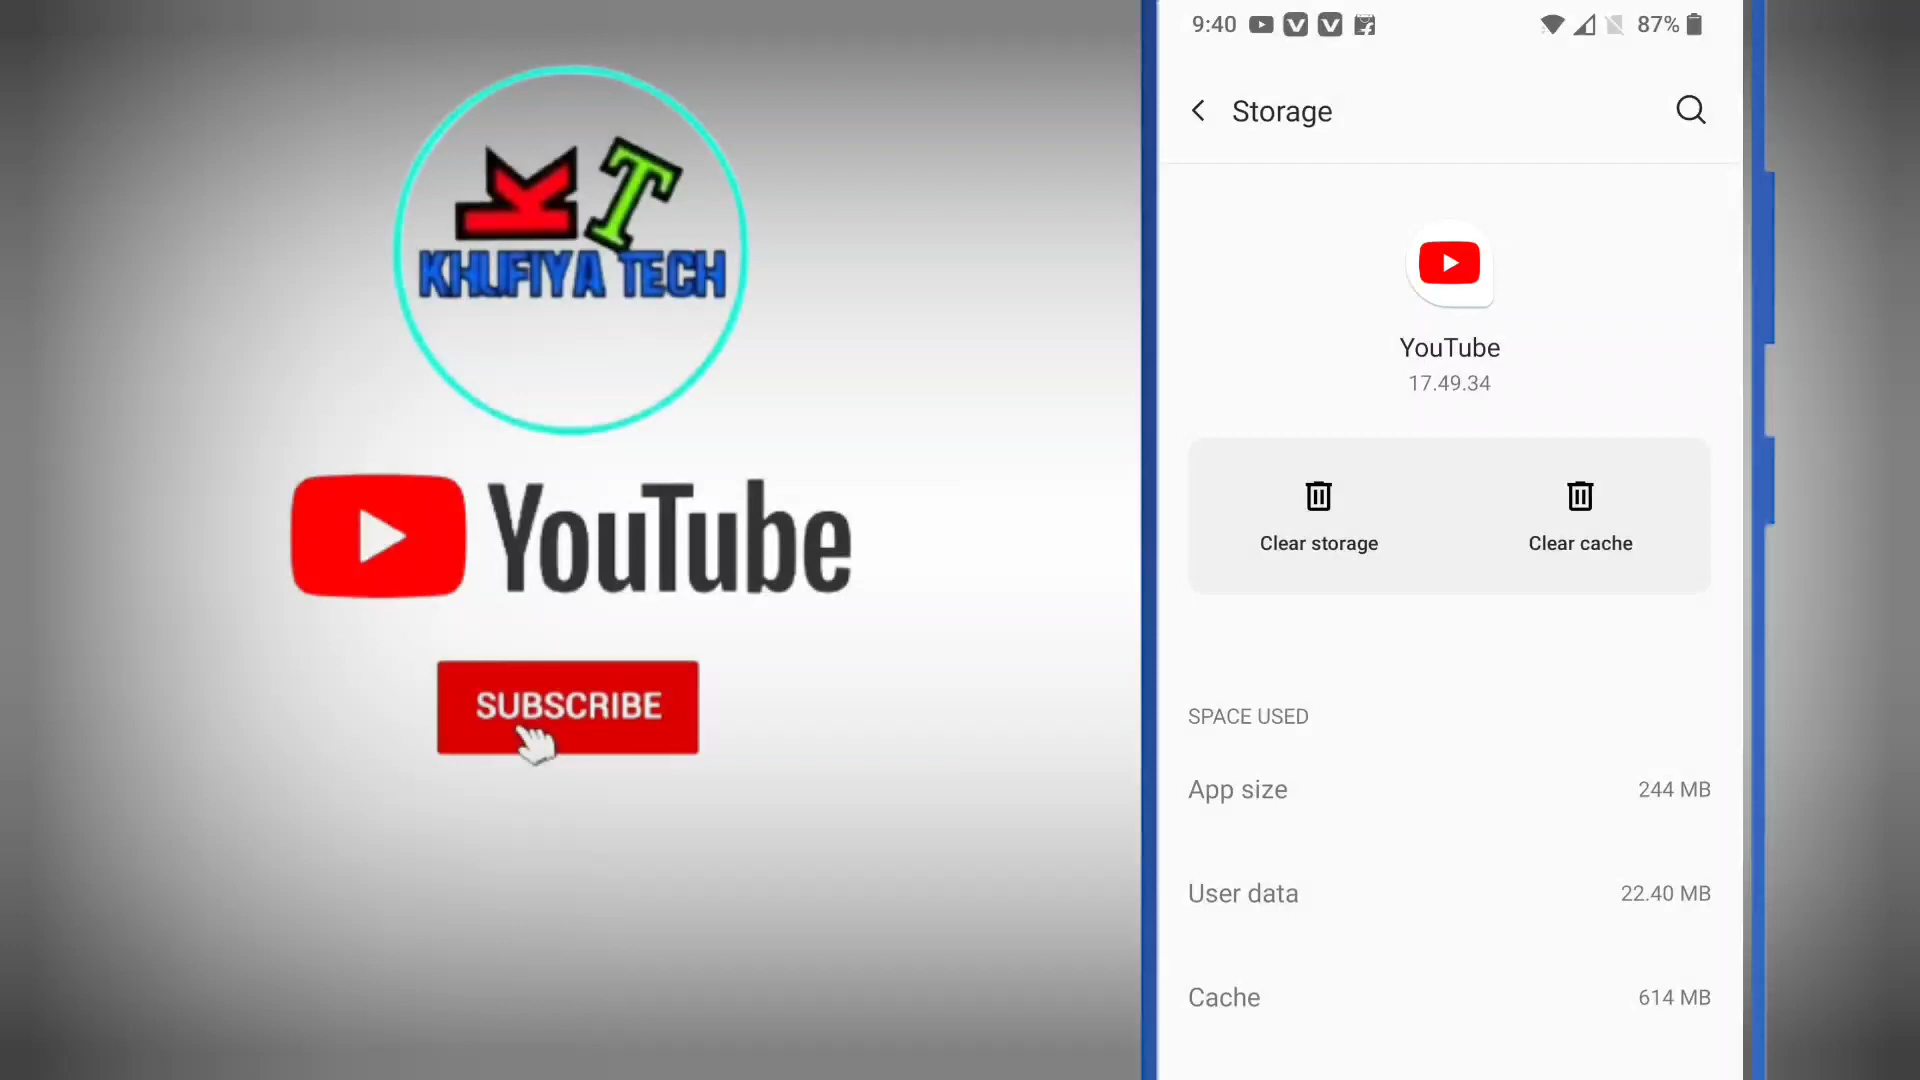 KT
KHUFIYA TECH
YouTube
SUBSCRIBE
9:40
87%
Storage
YouTube
17.49.34
Clear storage
Clear cache
SPACE USED
App size
244 MB
User data
22.40 MB
Cache
614 MB